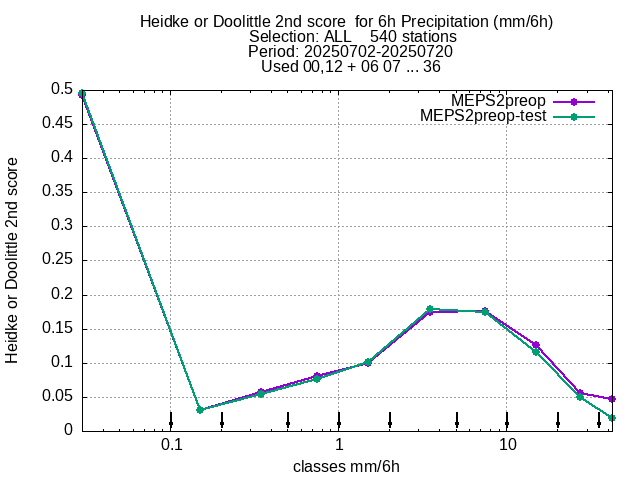 Heidke or Doolittle 2nd score  for 6h Precipitation (mm/6h)
Selection: ALL    540 stations
Period: 20250702-20250720
Used 00,12 + 06 07 ... 36
MEPS2preop
MEPS2preop-test
Heidke or Doolittle 2nd score
0.5
0.45
0.4
0.35
0.3
0.25
0.2
0.15
0.1
0.05
0
0.1 1 10
classes mm/6h